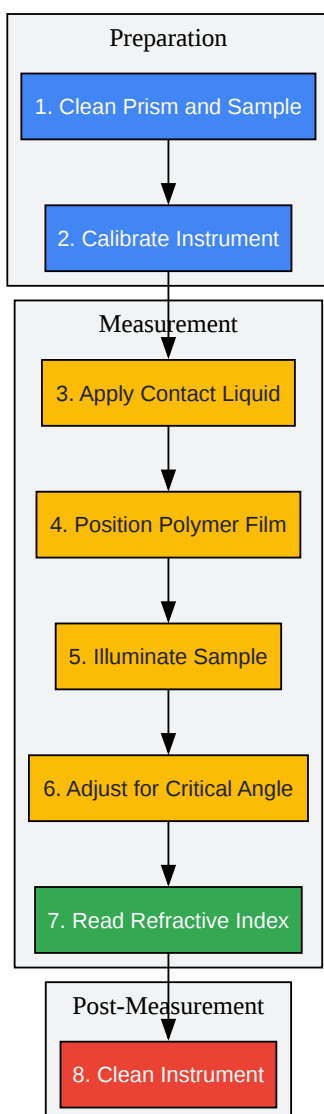 Preparation
1. Clean Prism and Sample
2. Calibrate Instrument
Measurement
3. Apply Contact Liquid
4. Position Polymer Film
5. Illuminate Sample
6. Adjust for Critical Angle
7. Read Refractive Index
Post-Measurement
8. Clean Instrument